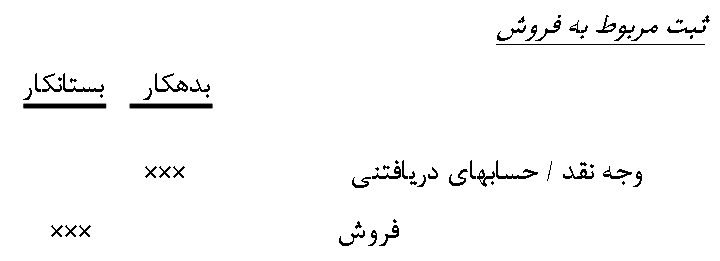 ثبت مربوط به فروش
بدهکار بستانکار
وجه نقد / حسابهای دریافتنی ×××
فروش ×××